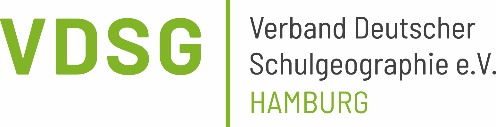 VDSG
Verband Deutscher
Schulgeographie e.V.
HAMBURG